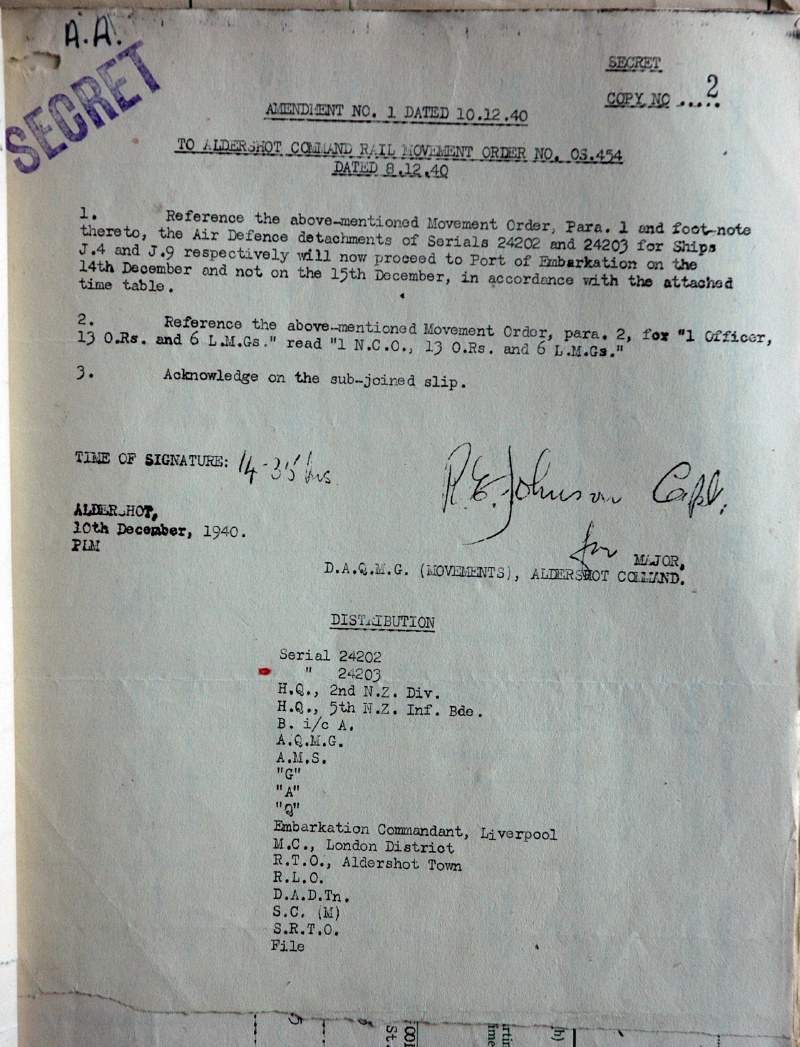 A.A.
SECRET
SECRET
COPY NO ..2...
AMENDMENT NO. 1 DATED 10.12.40
TO ALDERSHOT COMMAND RAIL MOVEMENT ORDER NO. OS.454
DATED 8.12.40
1. Reference the above-mentioned Movement Order, Para. 1 and foot-note
thereto, the Air Defence detachments of Serials 24202 and 24203 for Ships
J.4 and J.9 respectively will now proceed to Port of Embarkation on the
14th December and not on the 15th December, in accordance with the attached
time table.
2. Reference the above-mentioned Movement Order, para. 2, for "1 Officer,
13 O.Rs. and 6 L.M.Gs." read "1 N.C.O., 13 O.Rs. and 6 L.M.Gs."
3. Acknowledge on the sub-joined slip.
TIME OF SIGNATURE: 14-35 hrs
R.E. Johnson Capt.
ALDERSHOT,
10th December, 1940.
PLM
for MAJOR,
D.A.Q.M.G. (MOVEMENTS), ALDERSHOT COMMAND.
DISTRIBUTION
Serial 24202
" 24203
H.Q., 2nd N.Z. Div.
H.Q., 5th N.Z. Inf. Bde.
B. i/c A.
A.Q.M.G.
A.M.S.
"G"
"A"
"Q"
Embarkation Commandant, Liverpool
M.C., London District
R.T.O., Aldershot Town
R.L.O.
D.A.D.Tn.
S.C. (M)
S.R.T.O.
File